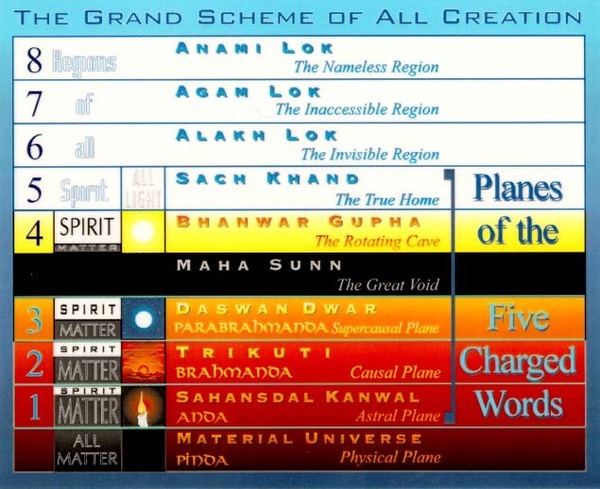 THE GRAND SCHEME OF ALL CREATION
8 Regions ANAMI LOK
The Nameless Region
7 of AGAM LOK
The Inaccessible Region
6 all ALAKH LOK
The Invisible Region
5 Spirit ALL LIGHT SACH KHAND
The True Home
4 SPIRIT MATTER BHANWAR GUPHA
The Rotating Cave
MAHA SUNN
The Great Void
3 SPIRIT MATTER DASWAN DWAR
PARABRAHMANDA Supercausal Plane
2 SPIRIT MATTER TRIKUTI
BRAHMANDA Causal Plane
1 SPIRIT MATTER SAHANSDAL KANWAL
ANDA Astral Plane
ALL MATTER MATERIAL UNIVERSE
PINDA Physical Plane
Planes
of the
Five
Charged
Words